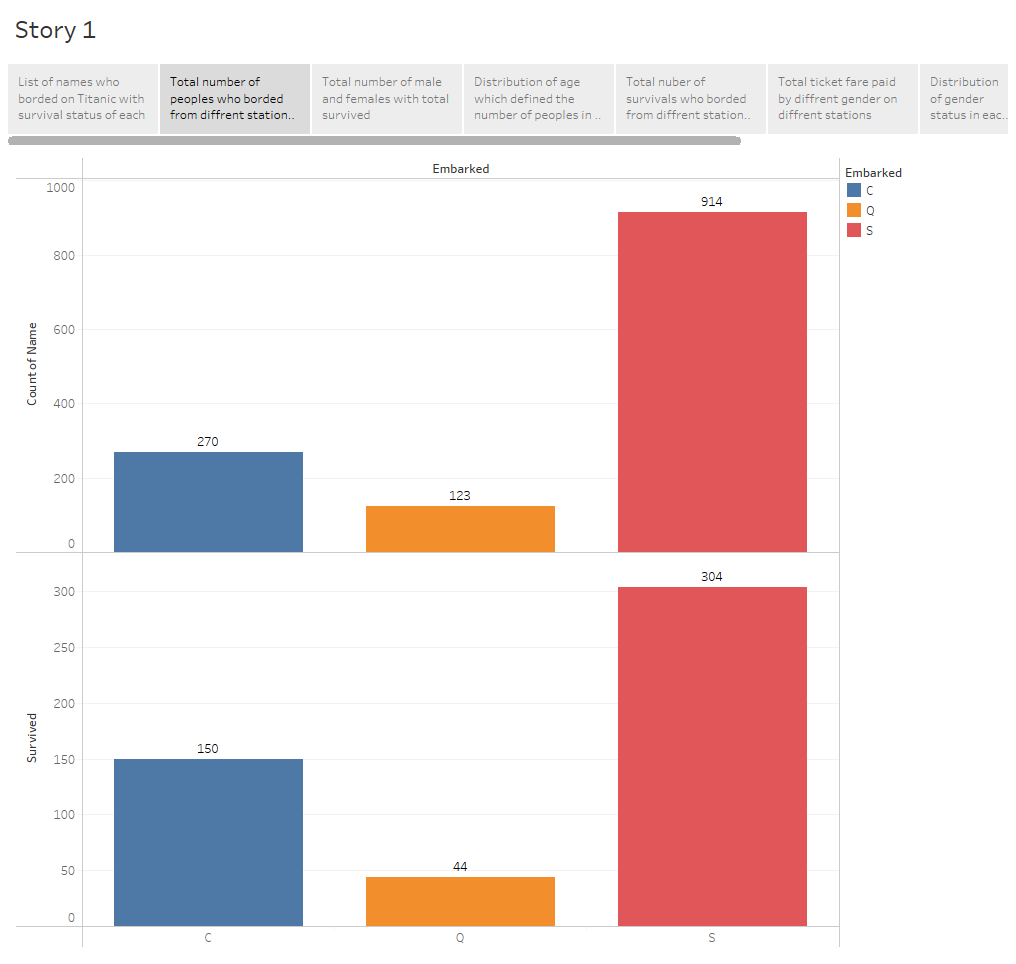 Story 1
List of names who
borded on Titanic with
survival status of each
Total number of
peoples who borded
from diffrent station..
Total number of male
and females with total
survived
Distribution of age
which defined the
number of peoples in ..
Total nuber of
survivals who borded
from diffrent station..
Total ticket fare paid
by diffrent gender on
diffrent stations
Distribution
of gender
status in eac..
Embarked
Embarked
C
Q
S
1000
800
600
400
200
0
Count of Name
914
270
123
300
250
200
150
100
50
0
Survived
304
150
44
C
Q
S